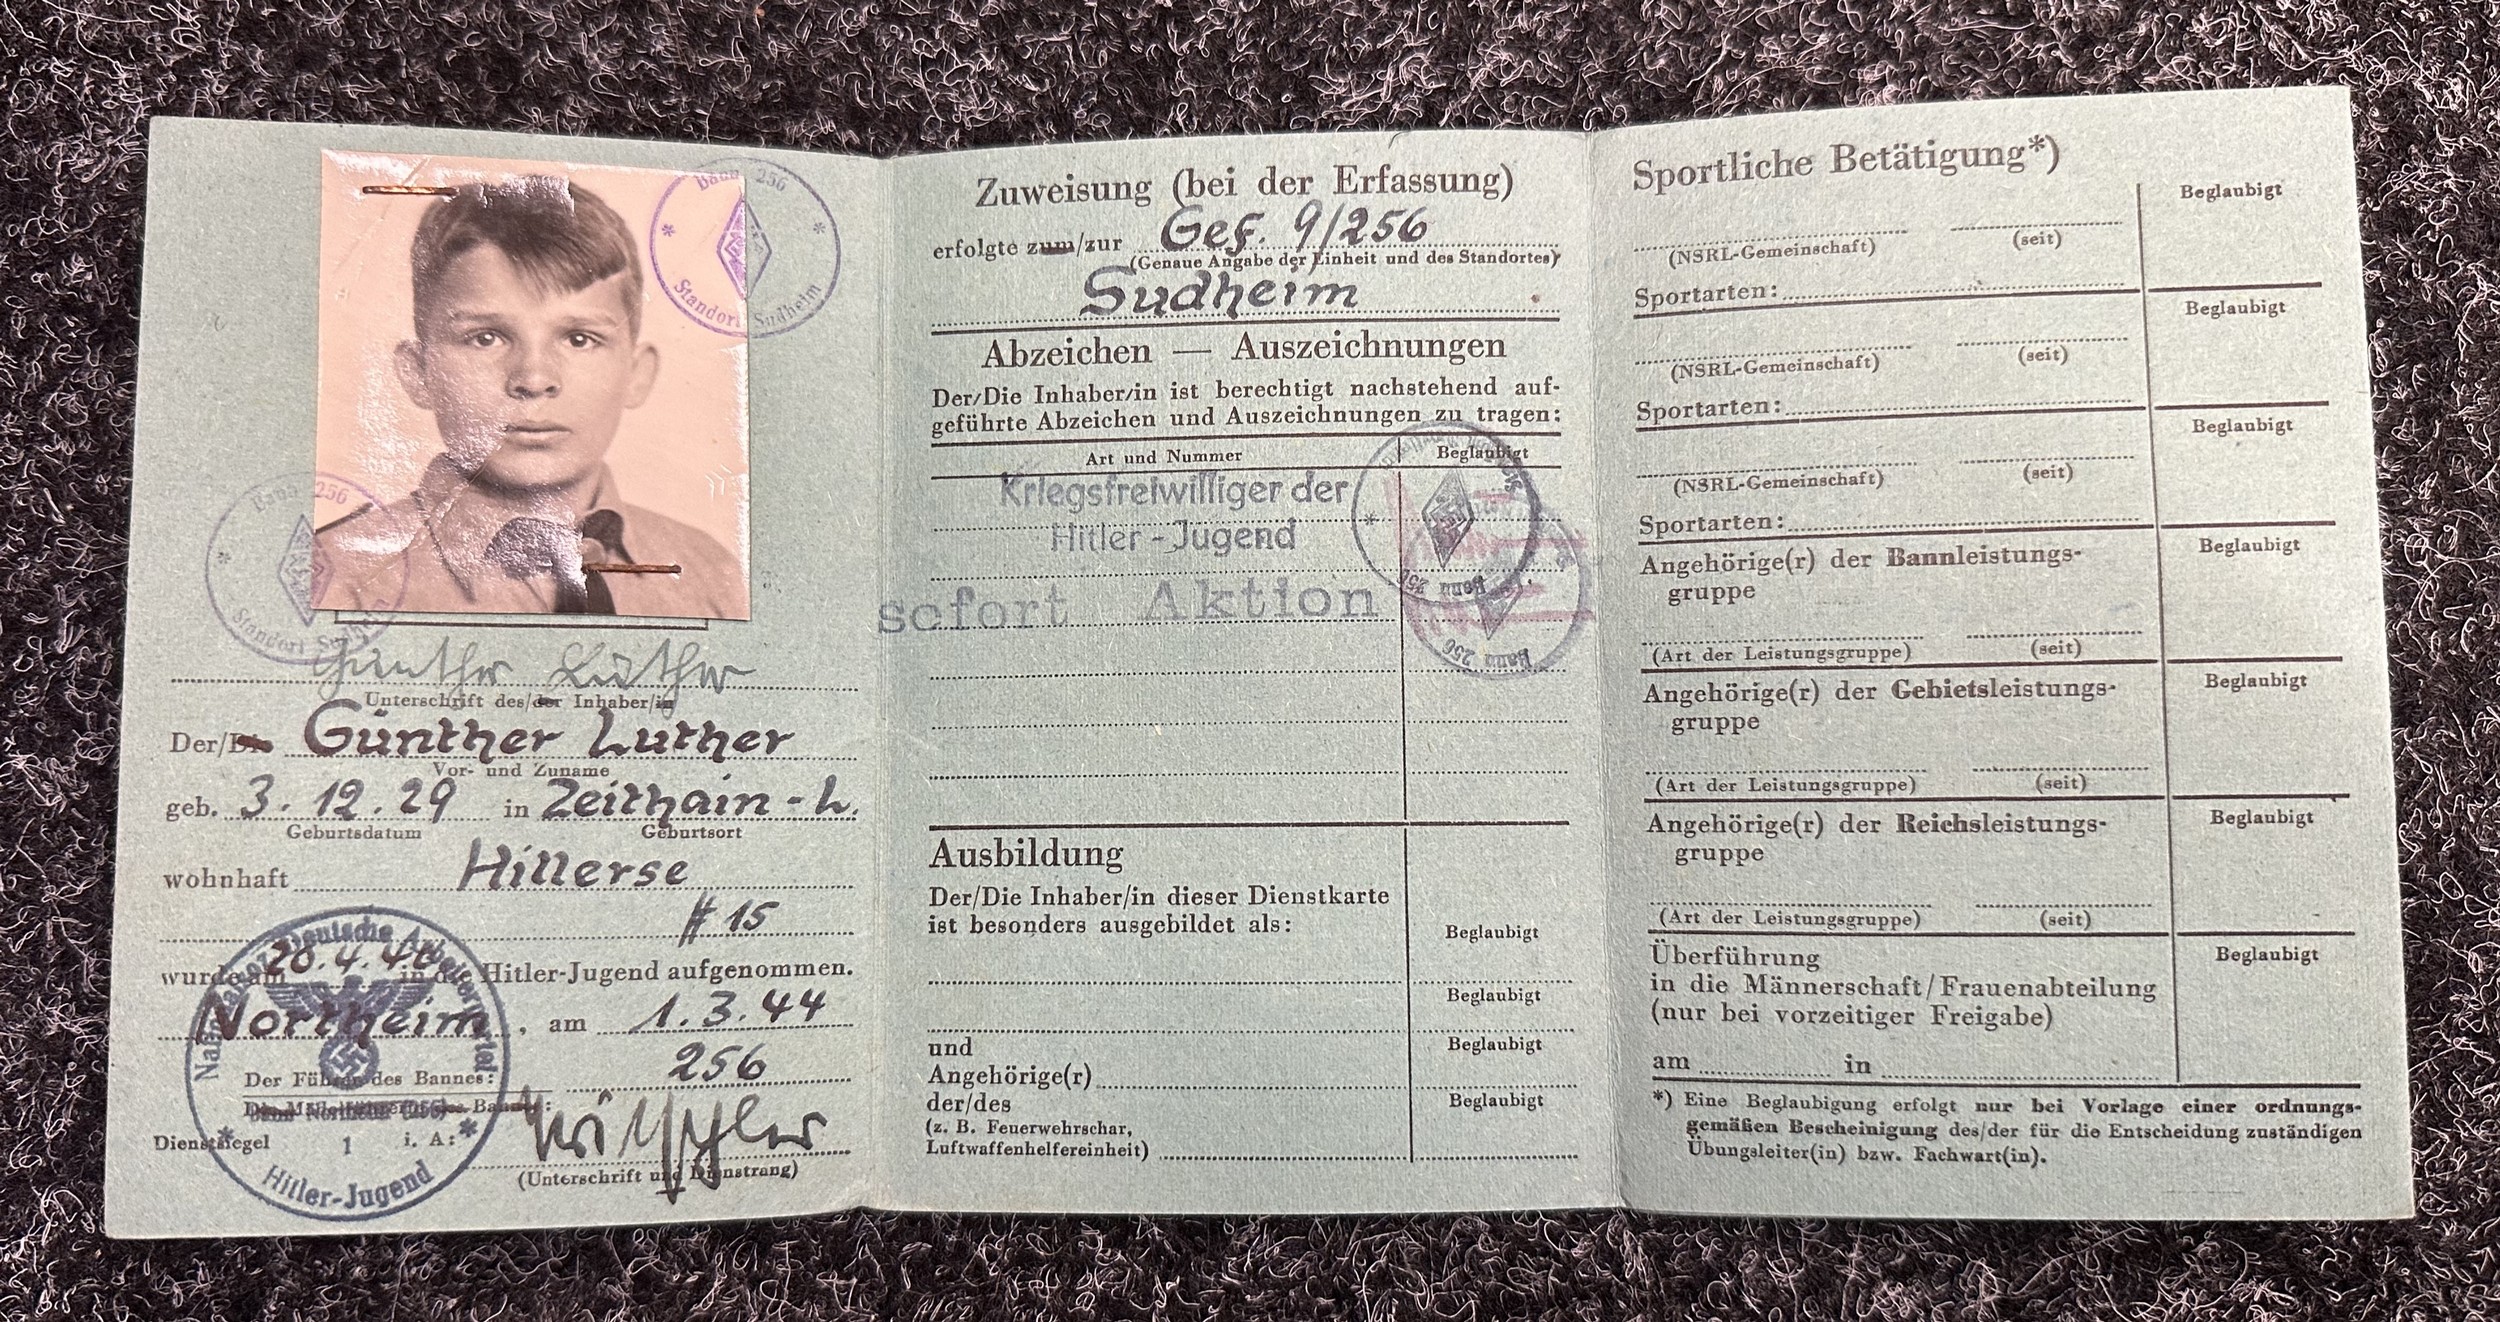 Bann 256
Standort Sudheim
Bann 256
Standort Sudheim
Günther Luther
Unterschrift des/der Inhaber/in
Der/Die Günther Luther
Vor- und Zuname
geb. 3. 12. 29 in Zeithain - L.
Geburtsdatum Geburtsort
wohnhaft Hillerse
# 15
wurde am 20. 4. 40 in die Hitler-Jugend aufgenommen.
Northeim, am 1. 3. 44
256
Der Führer des Bannes:
Dienstsiegel 1 i. A:
(Unterschrift und Dienstrang)
Nationalsoz. Deutsche Arbeiterpartei
Hitler-Jugend
Zuweisung (bei der Erfassung)
erfolgte zum/zur Gef. 9/256
(Genaue Angabe der Einheit und des Standortes)
Sudheim
Abzeichen — Auszeichnungen
Der/Die Inhaber/in ist berechtigt nachstehend auf-
geführte Abzeichen und Auszeichnungen zu tragen:
Art und Nummer Beglaubigt
Kriegsfreiwilliger der
Hitler-Jugend
sofort Aktion
Bann 256
Bann 256
Ausbildung
Der/Die Inhaber/in dieser Dienstkarte
ist besonders ausgebildet als:
Beglaubigt
Beglaubigt
und
Beglaubigt
Angehörige(r)
der/des
Beglaubigt
(z. B. Feuerwehrschar,
Luftwaffenhelfereinheit)
Sportliche Betätigung*)
Beglaubigt
(NSRL-Gemeinschaft) (seit)
Sportarten:
Beglaubigt
(NSRL-Gemeinschaft) (seit)
Sportarten:
Beglaubigt
(NSRL-Gemeinschaft) (seit)
Sportarten:
Angehörige(r) der Bannleistungs-
Beglaubigt
gruppe
(Art der Leistungsgruppe) (seit)
Angehörige(r) der Gebietsleistungs-
Beglaubigt
gruppe
(Art der Leistungsgruppe) (seit)
Angehörige(r) der Reichsleistungs-
Beglaubigt
gruppe
(Art der Leistungsgruppe) (seit)
Überführung
Beglaubigt
in die Männerschaft/Frauenabteilung
(nur bei vorzeitiger Freigabe)
am in
*) Eine Beglaubigung erfolgt nur bei Vorlage einer ordnungs-
gemäßen Bescheinigung des/der für die Entscheidung zuständigen
Übungsleiter(in) bzw. Fachwart(in).